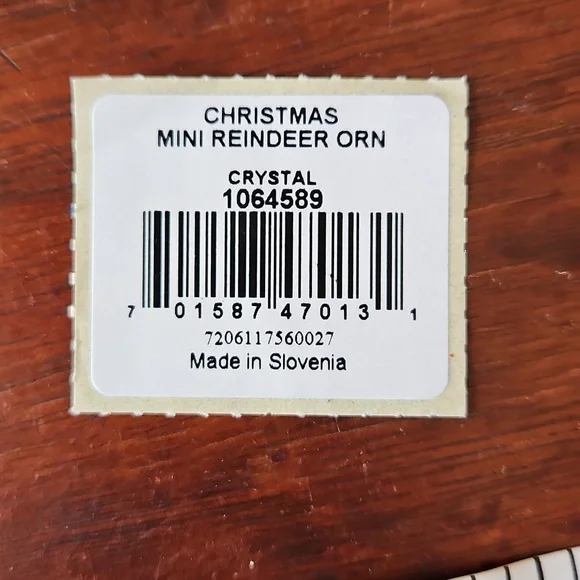 CHRISTMAS
MINI REINDEER ORN
CRYSTAL
1064589
7 01587 47013 1
7206117560027
Made in Slovenia